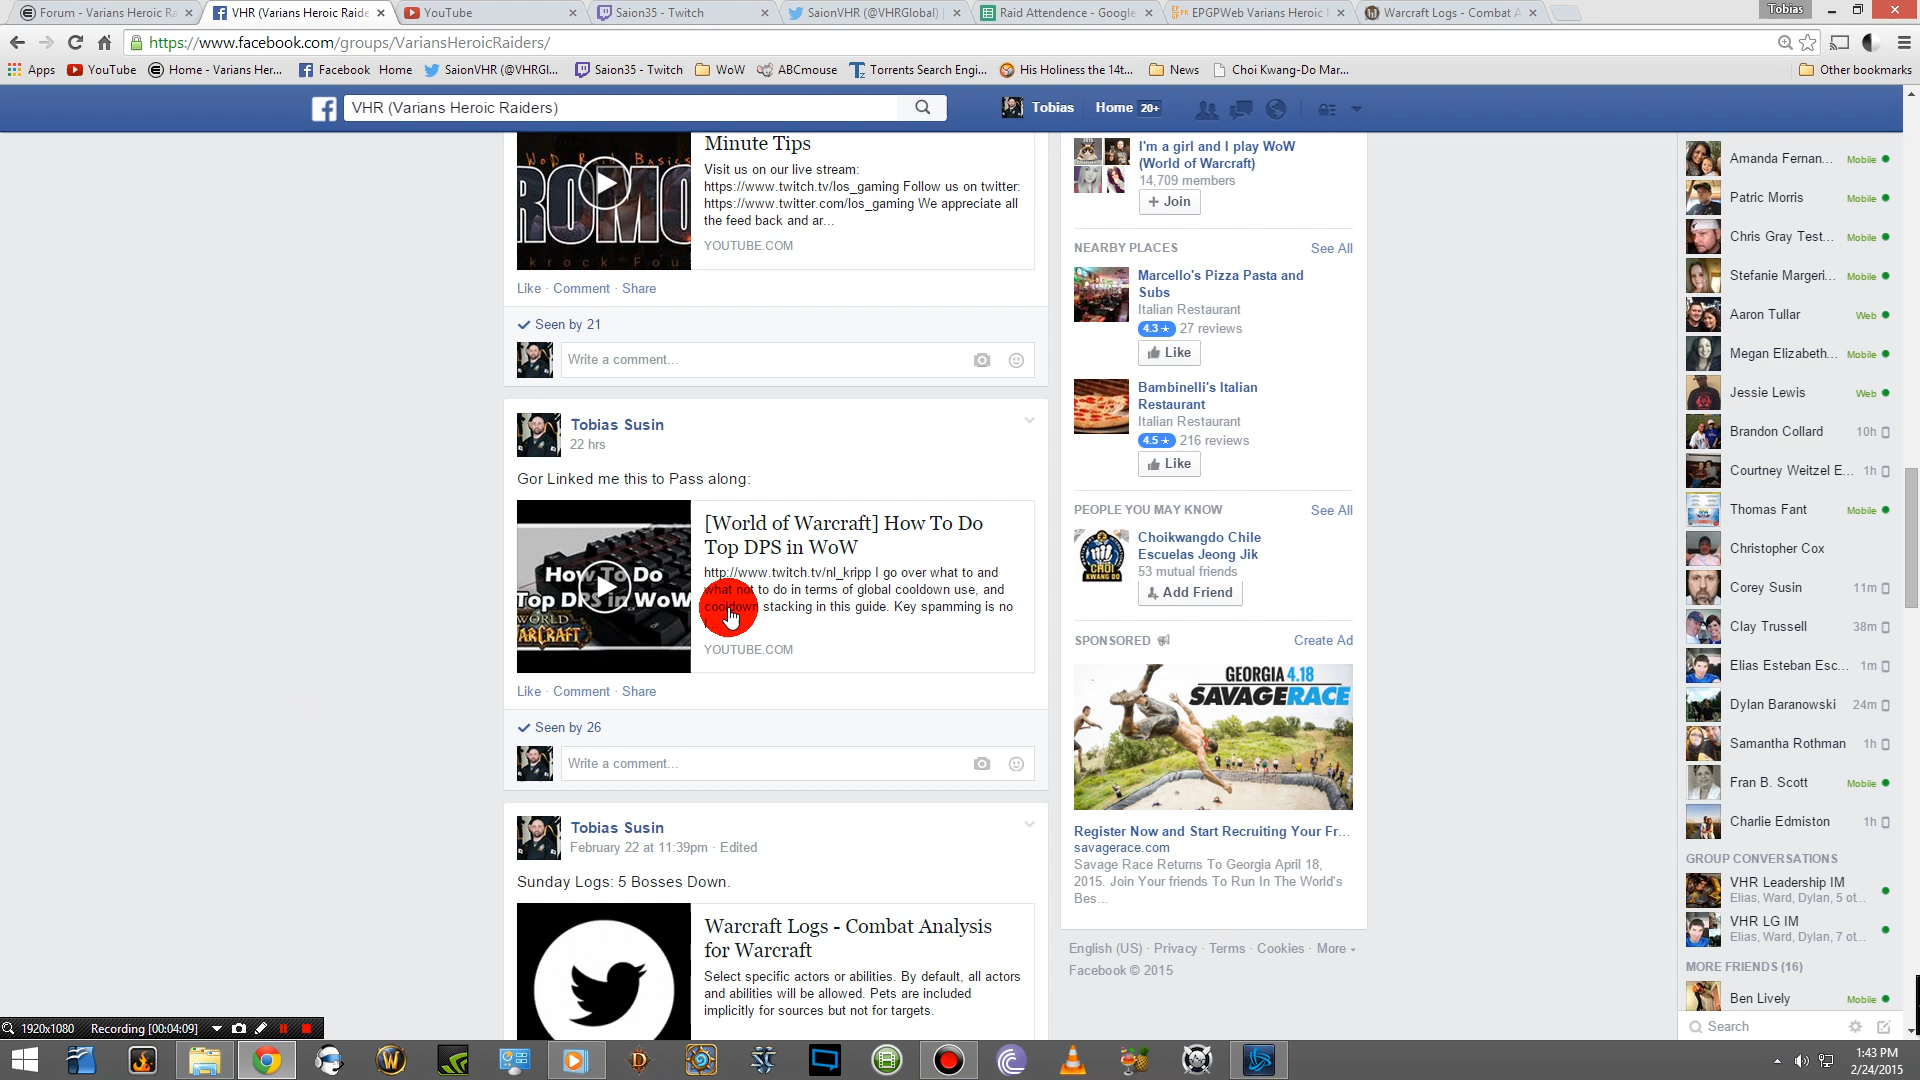 Forum - Varians Heroic Ra
VHR (Varians Heroic Raide
YouTube
Saion35 - Twitch
SaionVHR (@VHRGlobal)
Raid Attendence - Google
EPGPWeb Varians Heroic
Warcraft Logs - Combat A
Tobias
https://www.facebook.com/groups/VariansHeroicRaiders/
Apps
YouTube
Home - Varians Her...
Facebook Home
SaionVHR (@VHRGl...
Saion35 - Twitch
WoW
ABCmouse
Torrents Search Engi...
His Holiness the 14t...
News
Choi Kwang-Do Mar...
Other bookmarks
VHR (Varians Heroic Raiders)
Tobias
Home 20+
Minute Tips
Visit us on our live stream:
https://www.twitch.tv/los_gaming Follow us on twitter:
https://www.twitter.com/los_gaming We appreciate all
the feed back and ar...
YOUTUBE.COM
WoD Raid Basics
ROMO
krock Fou
Like · Comment · Share
Seen by 21
Write a comment...
Tobias Susin
22 hrs
Gor Linked me this to Pass along:
How To Do
Top DPS in WoW
WORLD
WARCRAFT
[World of Warcraft] How To Do
Top DPS in WoW
http://www.twitch.tv/nl_kripp I go over what to and
what not to do in terms of global cooldown use, and
cooldown stacking in this guide. Key spamming is no
YOUTUBE.COM
Like · Comment · Share
Seen by 26
Write a comment...
Tobias Susin
February 22 at 11:39pm · Edited
Sunday Logs: 5 Bosses Down.
Warcraft Logs - Combat Analysis
for Warcraft
Select specific actors or abilities. By default, all actors
and abilities will be allowed. Pets are included
implicitly for sources but not for targets.
I'm a girl and I play WoW
(World of Warcraft)
14,709 members
+ Join
NEARBY PLACES
See All
Marcello's Pizza Pasta and
Subs
Italian Restaurant
4.3 ★ 27 reviews
Like
Bambinelli's Italian
Restaurant
Italian Restaurant
4.5 ★ 216 reviews
Like
PEOPLE YOU MAY KNOW
See All
CHOI
KWANG DO
Choikwangdo Chile
Escuelas Jeong Jik
53 mutual friends
Add Friend
SPONSORED
Create Ad
GEORGIA 4.18
SAVAGERACE
Register Now and Start Recruiting Your Fr...
savagerace.com
Savage Race Returns To Georgia April 18,
2015. Join Your friends To Run In The World's
Bes...
English (US) · Privacy · Terms · Cookies · More
Facebook © 2015
Amanda Fernan... Mobile
Patric Morris Mobile
Chris Gray Test... Mobile
Stefanie Margeri... Mobile
Aaron Tullar Web
Megan Elizabeth... Mobile
Jessie Lewis Web
Brandon Collard 10h
Courtney Weitzel E... 1h
Thomas Fant Mobile
Christopher Cox
Corey Susin 11m
Clay Trussell 38m
Elias Esteban Esc... 1m
Dylan Baranowski 24m
Samantha Rothman 1h
Fran B. Scott Mobile
Charlie Edmiston 1h
GROUP CONVERSATIONS
VHR Leadership IM
Elias, Ward, Dylan, 5 ot...
VHR LG IM
Elias, Ward, Dylan, 7 ot...
MORE FRIENDS (16)
Ben Lively Mobile
Search
1920x1080 Recording [00:04:09]
1:43 PM
2/24/2015